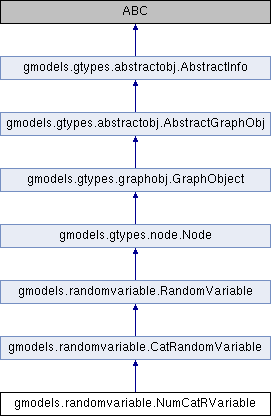 ABC
gmodels.gtypes.abstractobj.AbstractInfo
gmodels.gtypes.abstractobj.AbstractGraphObj
gmodels.gtypes.graphobj.GraphObject
gmodels.gtypes.node.Node
gmodels.randomvariable.RandomVariable
gmodels.randomvariable.CatRandomVariable
gmodels.randomvariable.NumCatRVariable